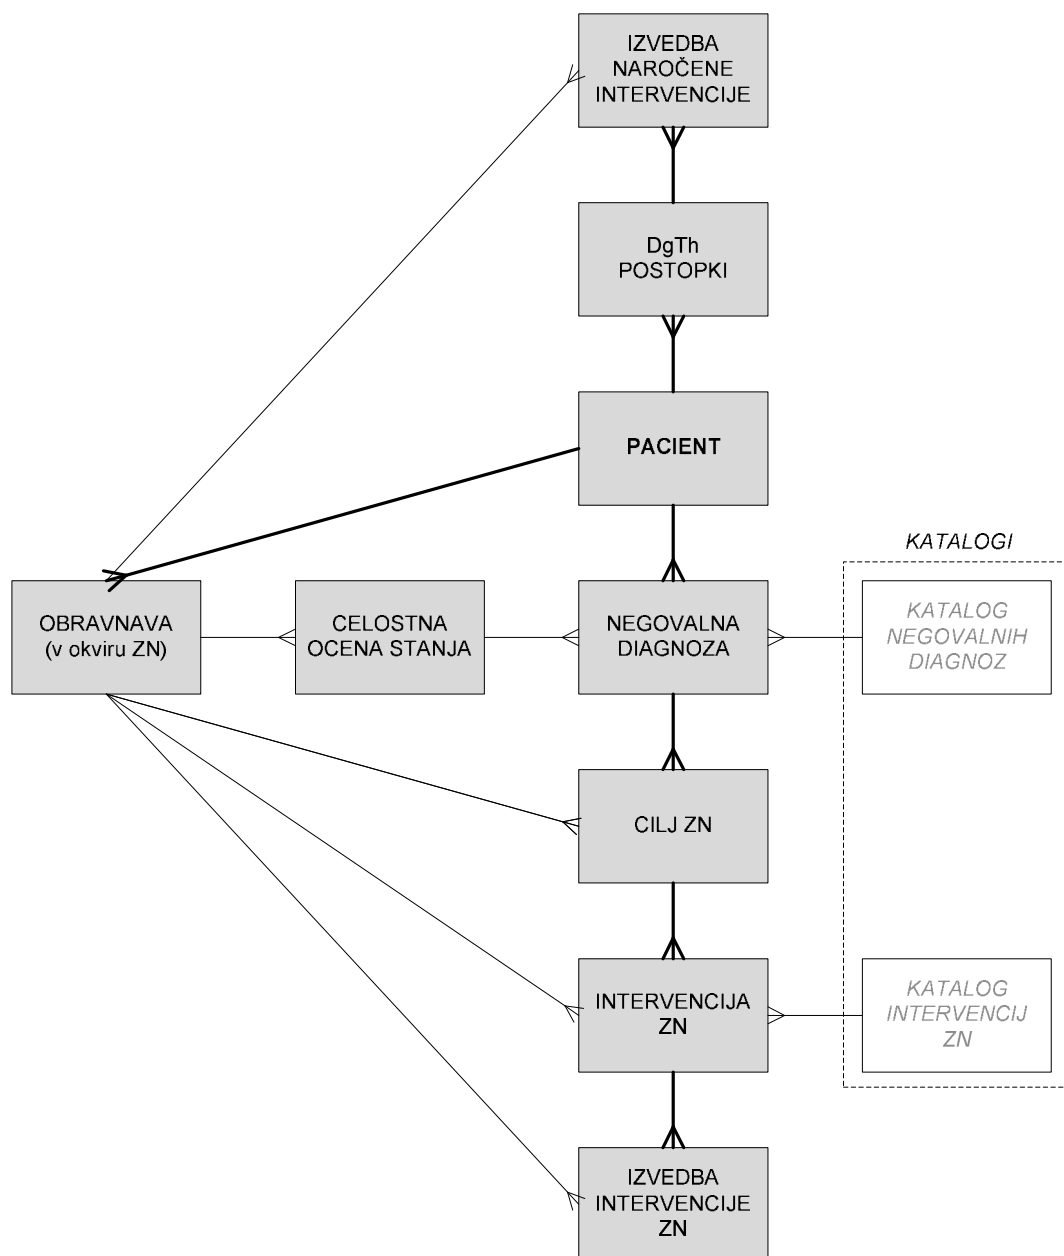 IZVEDBA
NAROČENE
INTERVENCIJE
DgTh
POSTOPKI
PACIENT
KATALOGI
OBRAVNAVA
(v okviru ZN)
CELOSTNA
OCENA STANJA
NEGOVALNA
DIAGNOZA
KATALOG
NEGOVALNIH
DIAGNOZ
CILJ ZN
INTERVENCIJA
ZN
KATALOG
INTERVENCIJ
ZN
IZVEDBA
INTERVENCIJE
ZN